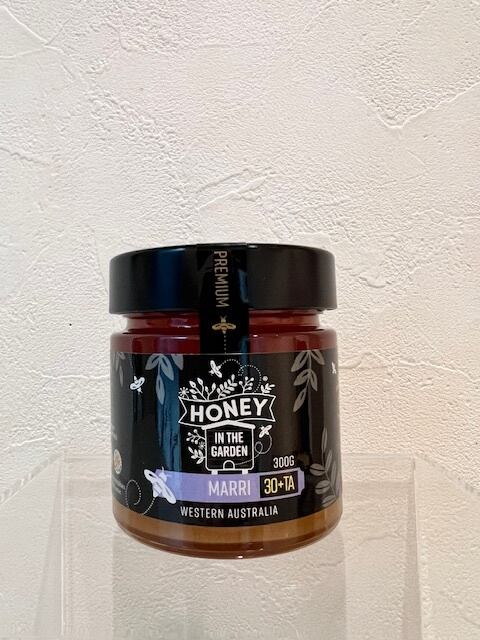 PREMIUM
HONEY
IN THE
GARDEN
300G
MARRI 30+TA
WESTERN AUSTRALIA